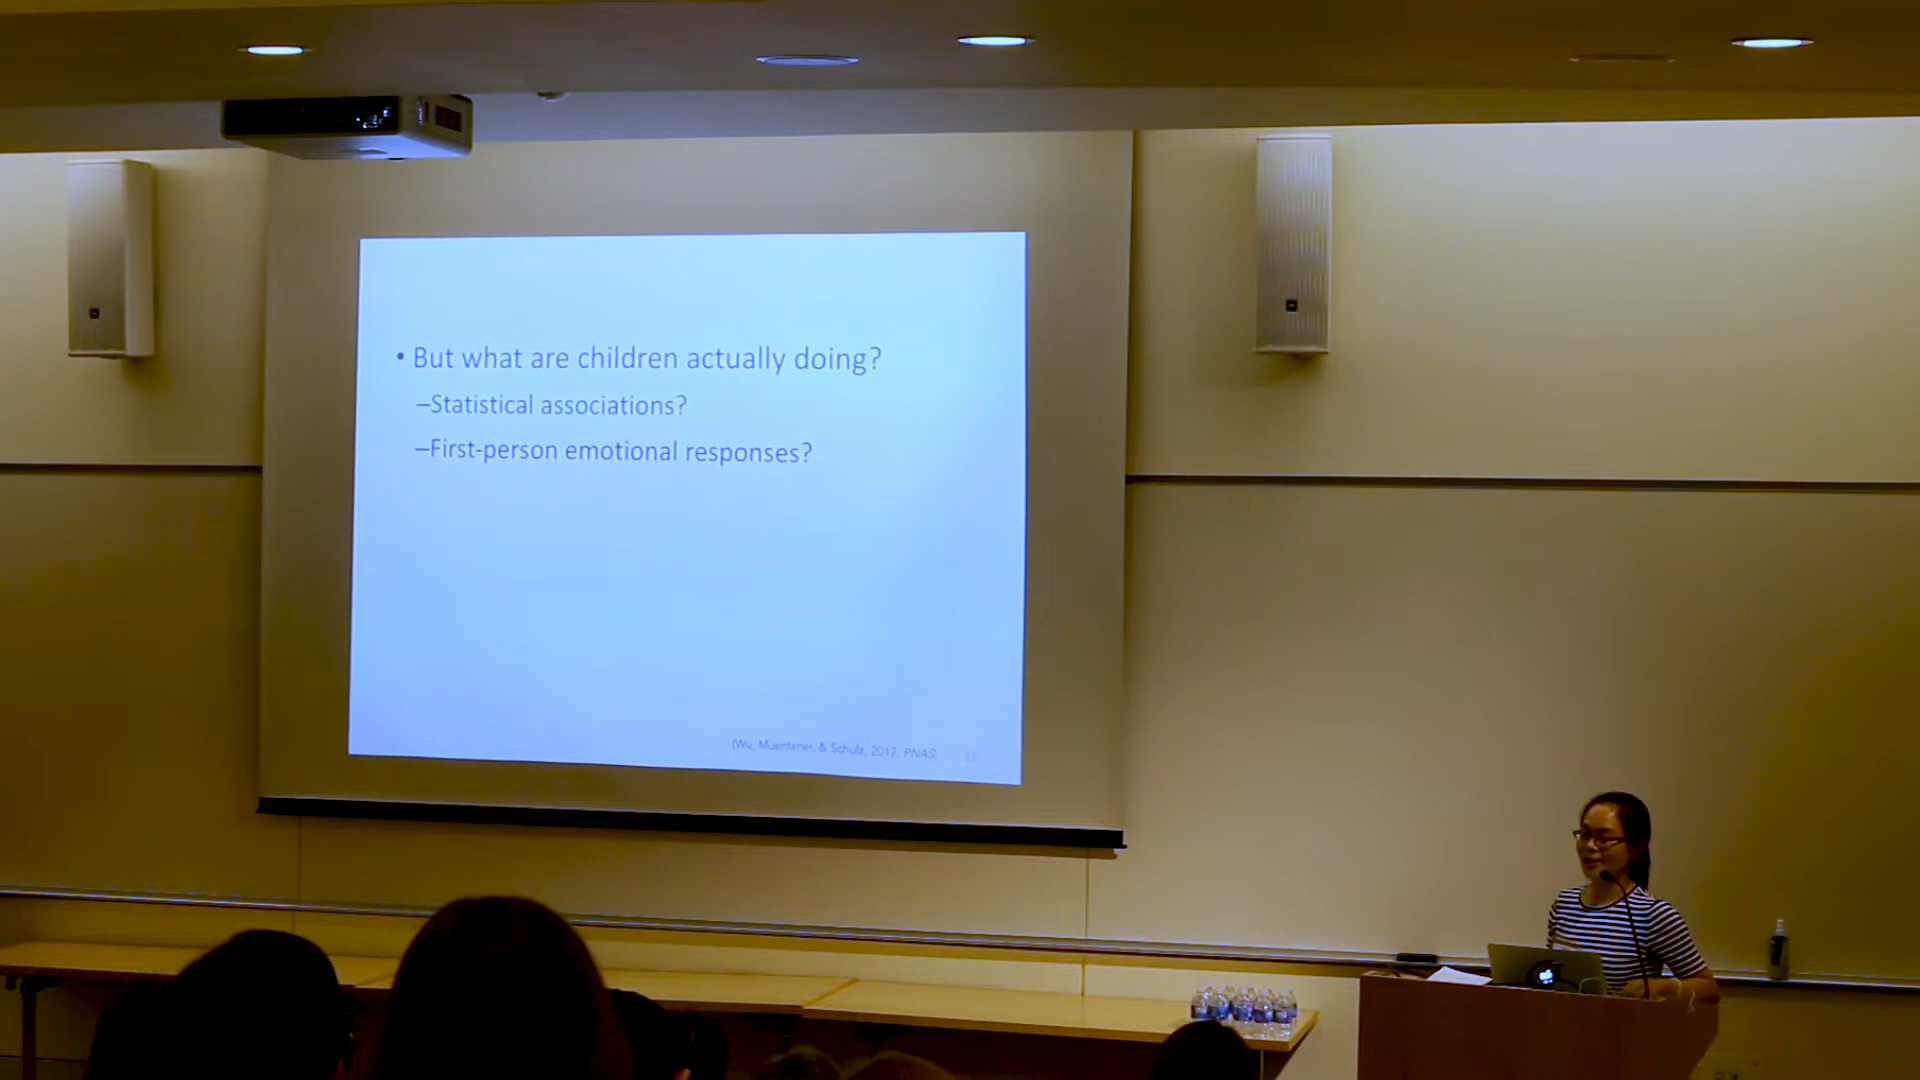 • But what are children actually doing?
–Statistical associations?
–First-person emotional responses?
(Wu, Muentener, & Schulz, 2017, PNAS)